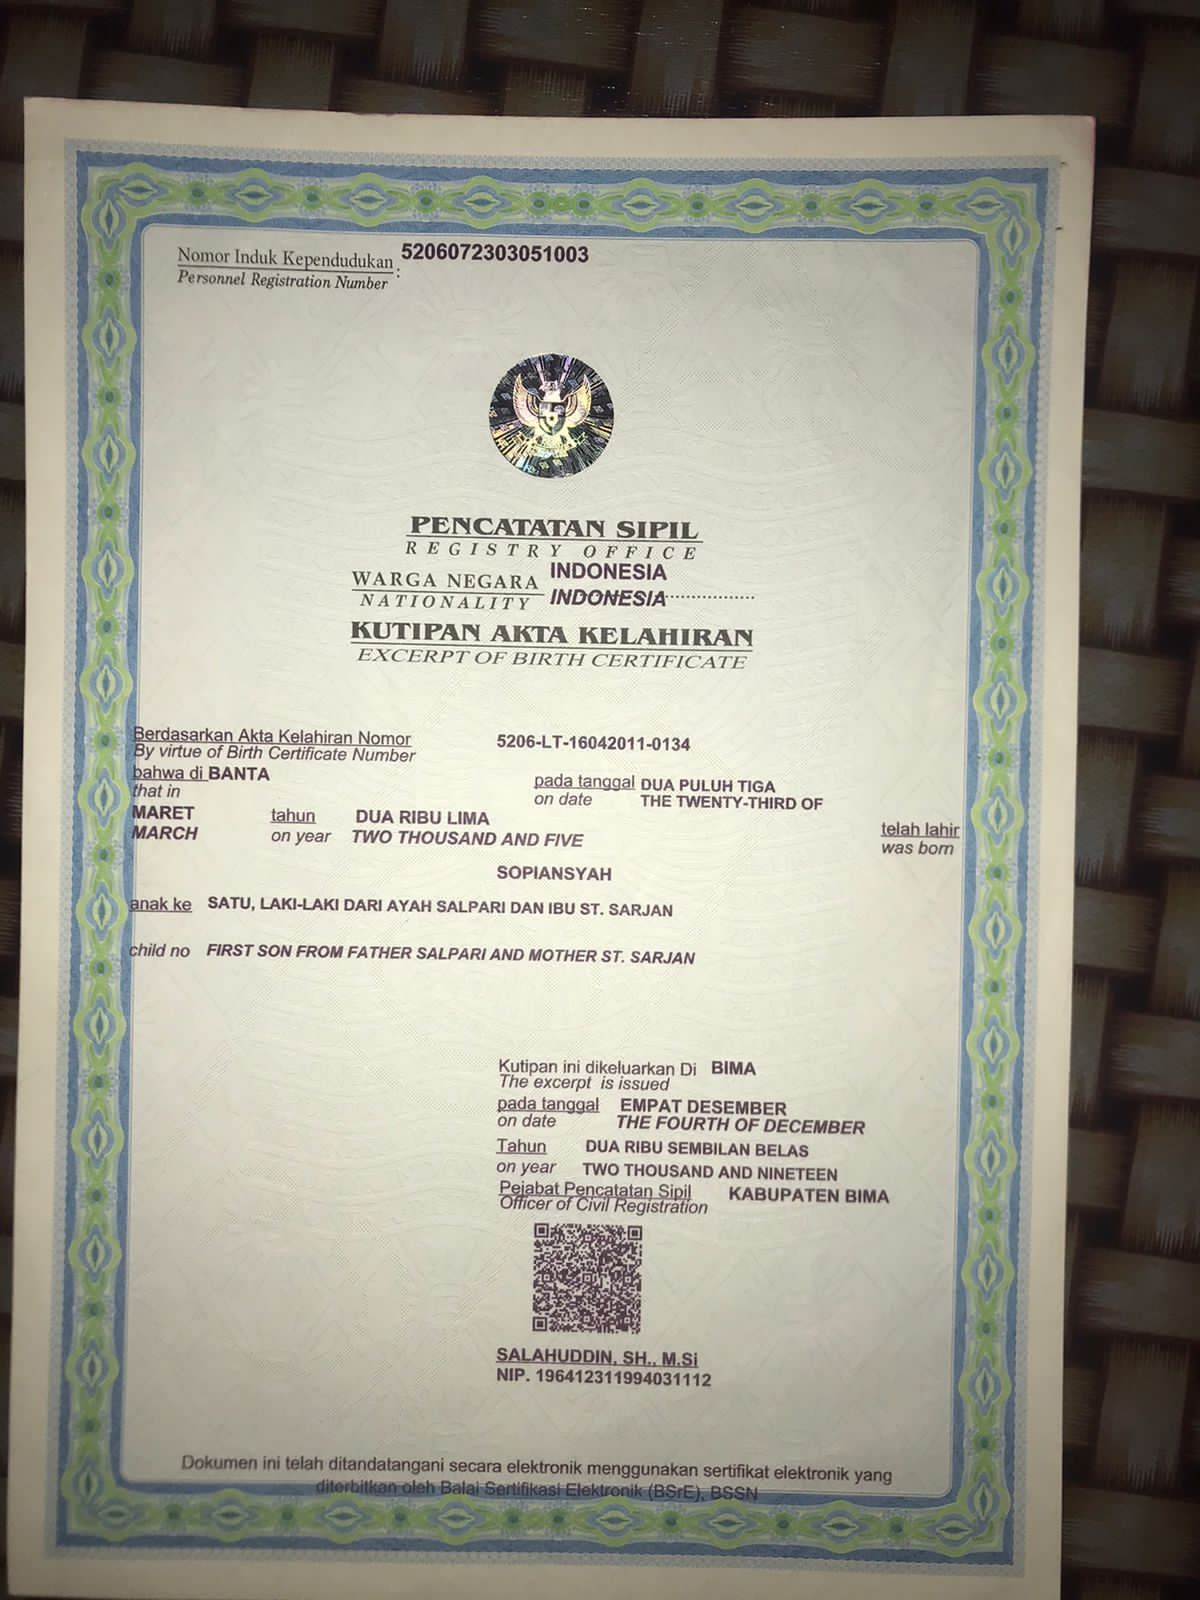 Nomor Induk Kependudukan : 5206072303051003
Personnel Registration Number
PENCATATAN SIPIL
REGISTRY OFFICE
WARGA NEGARA INDONESIA
NATIONALITY INDONESIA
KUTIPAN AKTA KELAHIRAN
EXCERPT OF BIRTH CERTIFICATE
Berdasarkan Akta Kelahiran Nomor 5206-LT-16042011-0134
By virtue of Birth Certificate Number
bahwa di BANTA pada tanggal DUA PULUH TIGA
that in on date THE TWENTY-THIRD OF
MARET tahun DUA RIBU LIMA telah lahir
MARCH on year TWO THOUSAND AND FIVE was born
SOPIANSYAH
anak ke SATU, LAKI-LAKI DARI AYAH SALPARI DAN IBU ST. SARJAN
child no FIRST SON FROM FATHER SALPARI AND MOTHER ST. SARJAN
Kutipan ini dikeluarkan Di BIMA
The excerpt is issued
pada tanggal EMPAT DESEMBER
on date THE FOURTH OF DECEMBER
Tahun DUA RIBU SEMBILAN BELAS
on year TWO THOUSAND AND NINETEEN
Pejabat Pencatatan Sipil KABUPATEN BIMA
Officer of Civil Registration
SALAHUDDIN, SH., M.Si
NIP. 196412311994031112
Dokumen ini telah ditandatangani secara elektronik menggunakan sertifikat elektronik yang
diterbitkan oleh Balai Sertifikasi Elektronik (BSrE), BSSN